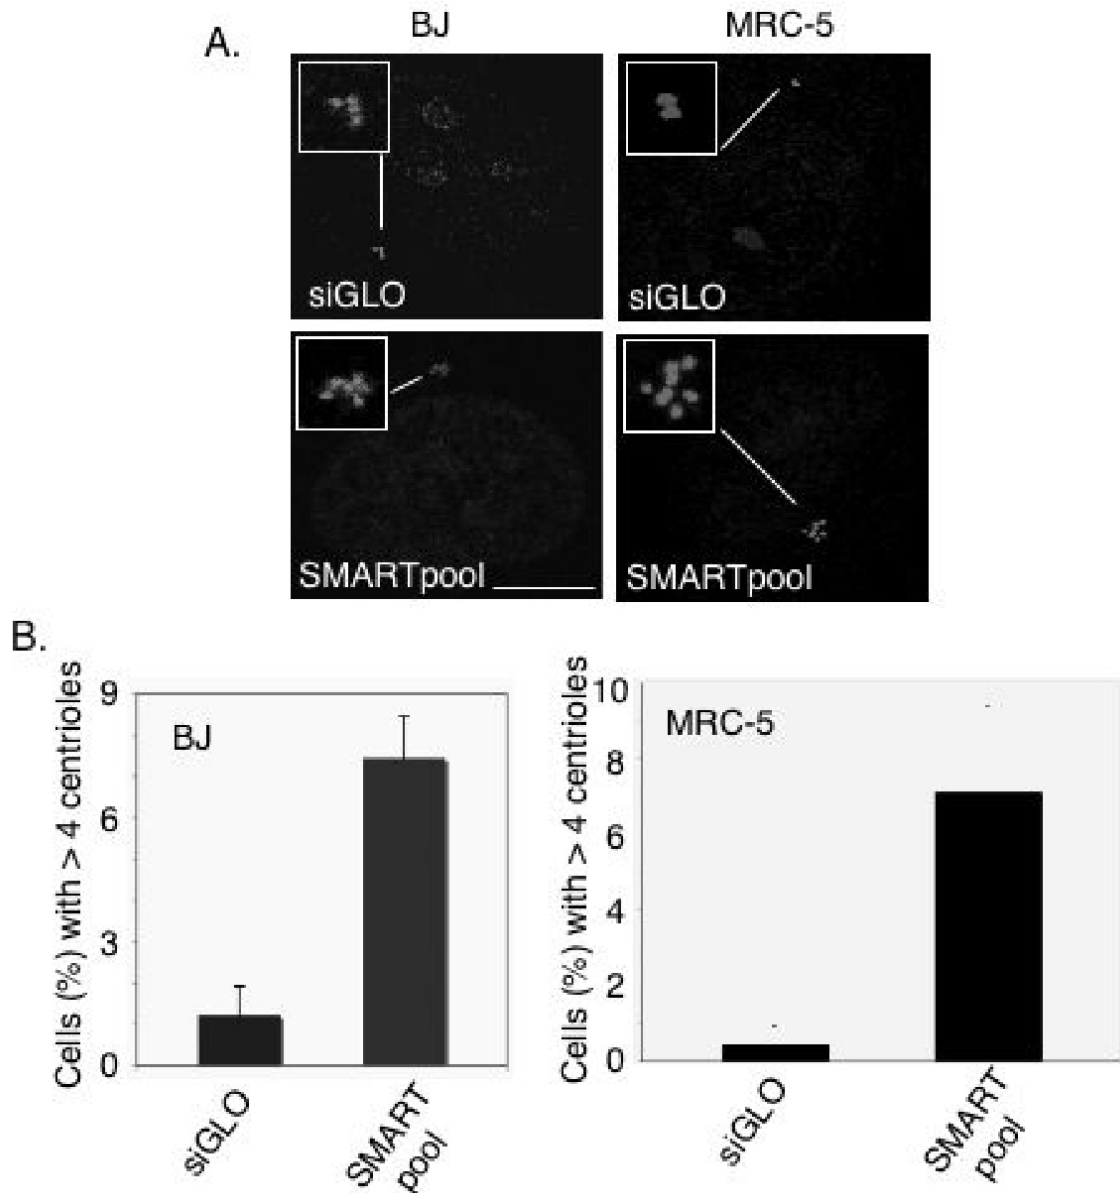 A.
BJ
MRC-5
siGLO
siGLO
SMARTpool
SMARTpool
B.
Cells (%) with > 4 centrioles
9
6
3
0
BJ
siGLO
SMART
pool
Cells (%) with > 4 centrioles
10
8
6
4
2
0
MRC-5
siGLO
SMART
pool